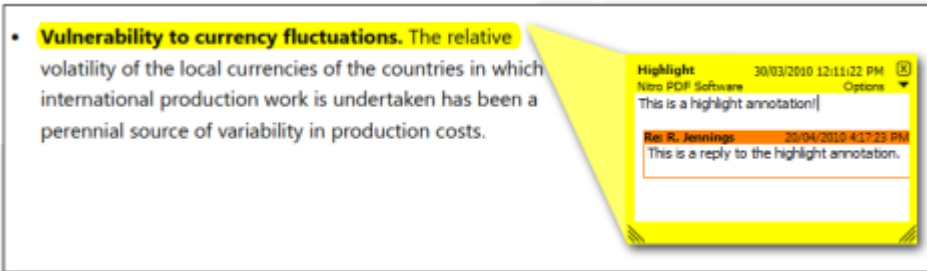 • Vulnerability to currency fluctuations. The relative
volatility of the local currencies of the countries in which
international production work is undertaken has been a
perennial source of variability in production costs.
Highlight 30/03/2010 12:11:22 PM
Nitro PDF Software Options
This is a highlight annotation!
Re: R. Jennings 20/04/2010 4:17:23 PM
This is a reply to the highlight annotation.